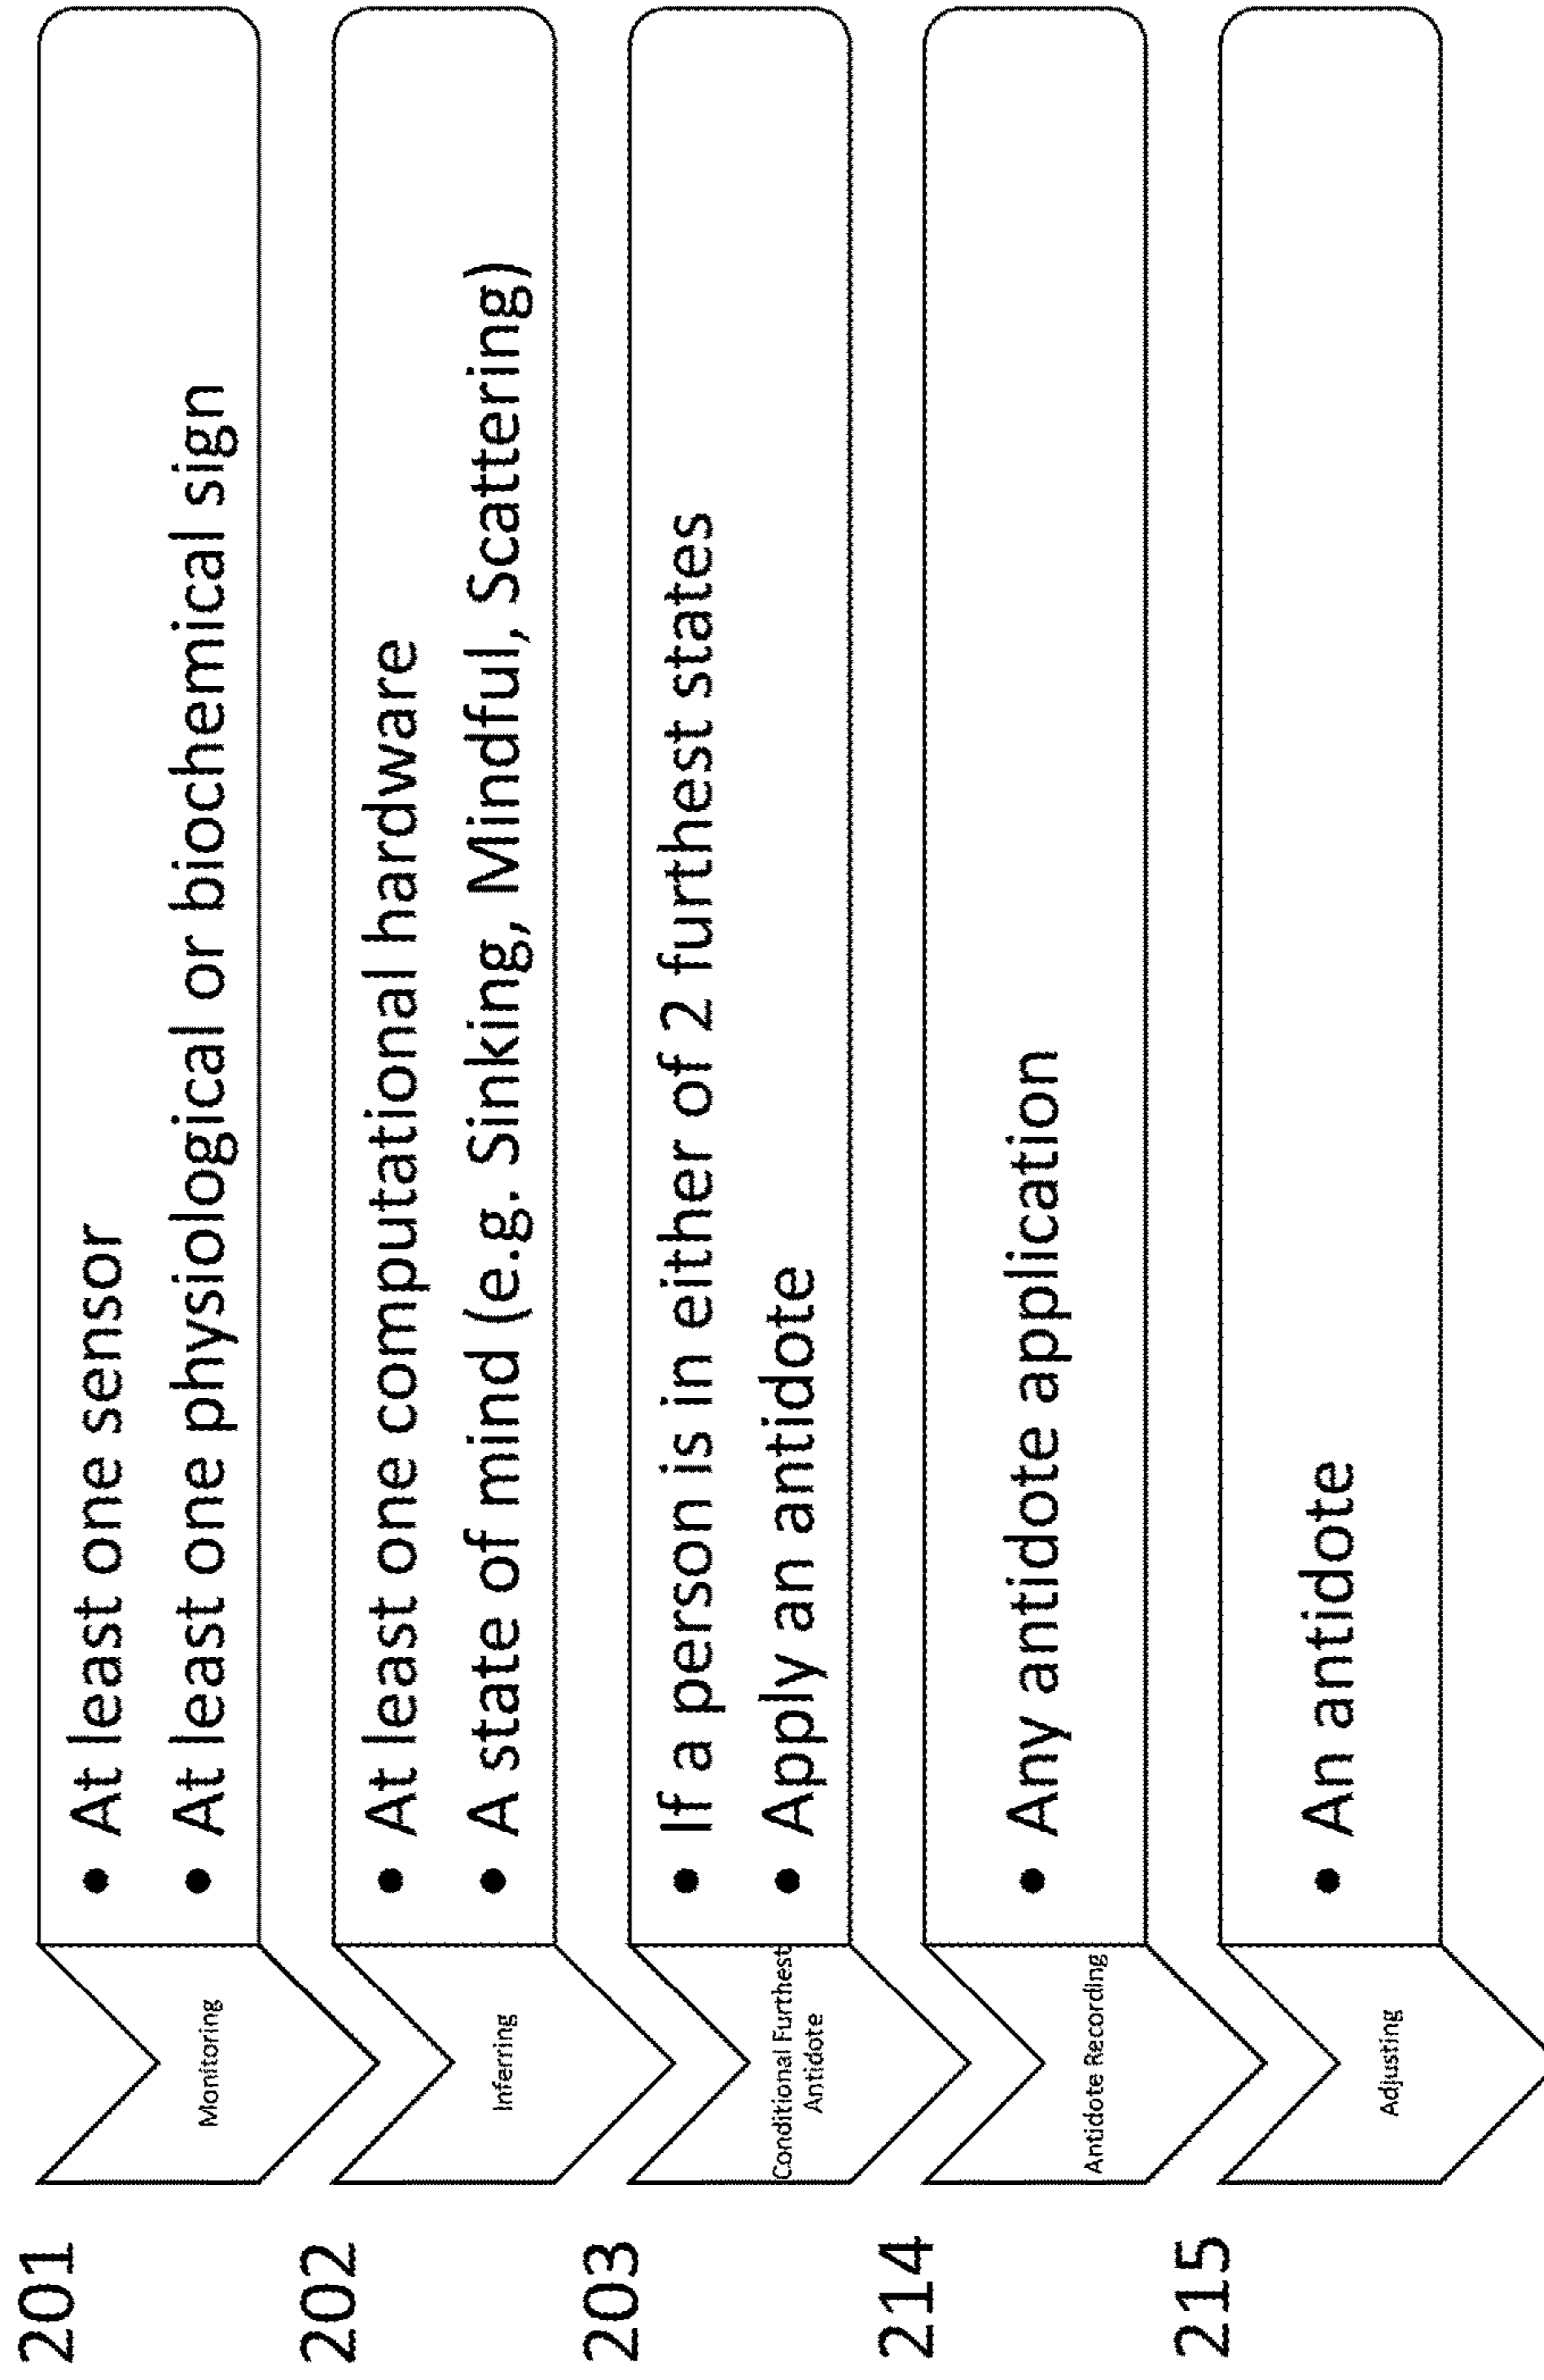 201
Monitoring
• At least one sensor
• At least one physiological or biochemical sign
202
Inferring
• At least one computational hardware
• A state of mind (e.g. Sinking, Mindful, Scattering)
203
Conditional Furthest
Antidote
• If a person is in either of 2 furthest states
• Apply an antidote
214
Antidote Recording
• Any antidote application
215
Adjusting
• An antidote